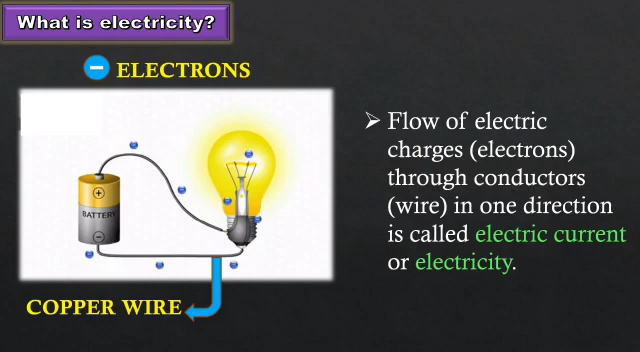 What is electricity?
ELECTRONS
BATTERY
COPPER WIRE
➢ Flow of electric
charges (electrons)
through conductors
(wire) in one direction
is called electric current
or electricity.